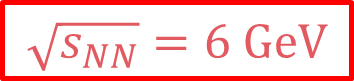 √s_NN = 6 GeV